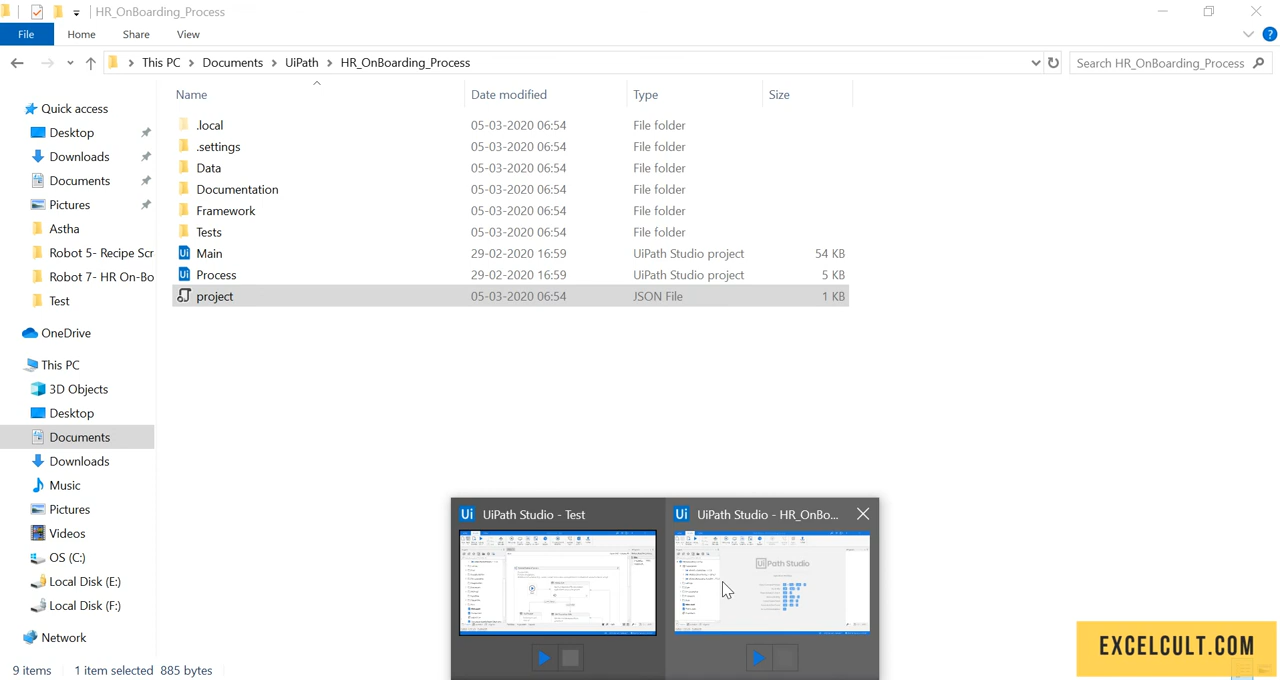 HR_OnBoarding_Process
File Home Share View
This PC Documents UiPath HR_OnBoarding_Process
Search HR_OnBoarding_Process
Name Date modified Type Size
.local 05-03-2020 06:54 File folder
.settings 05-03-2020 06:54 File folder
Data 05-03-2020 06:54 File folder
Documentation 05-03-2020 06:54 File folder
Framework 05-03-2020 06:54 File folder
Tests 05-03-2020 06:54 File folder
Main 29-02-2020 16:59 UiPath Studio project 54 KB
Process 29-02-2020 16:59 UiPath Studio project 5 KB
project 05-03-2020 06:54 JSON File 1 KB
Quick access
Desktop
Downloads
Documents
Pictures
Astha
Robot 5- Recipe Scr
Robot 7- HR On-Bo
Test
OneDrive
This PC
3D Objects
Desktop
Documents
Downloads
Music
Pictures
Videos
OS (C:)
Local Disk (E:)
Local Disk (F:)
Network
9 items 1 item selected 885 bytes
Ui UiPath Studio - Test
Ui UiPath Studio - HR_OnBo...
Ui Path Studio
EXCELCULT.COM